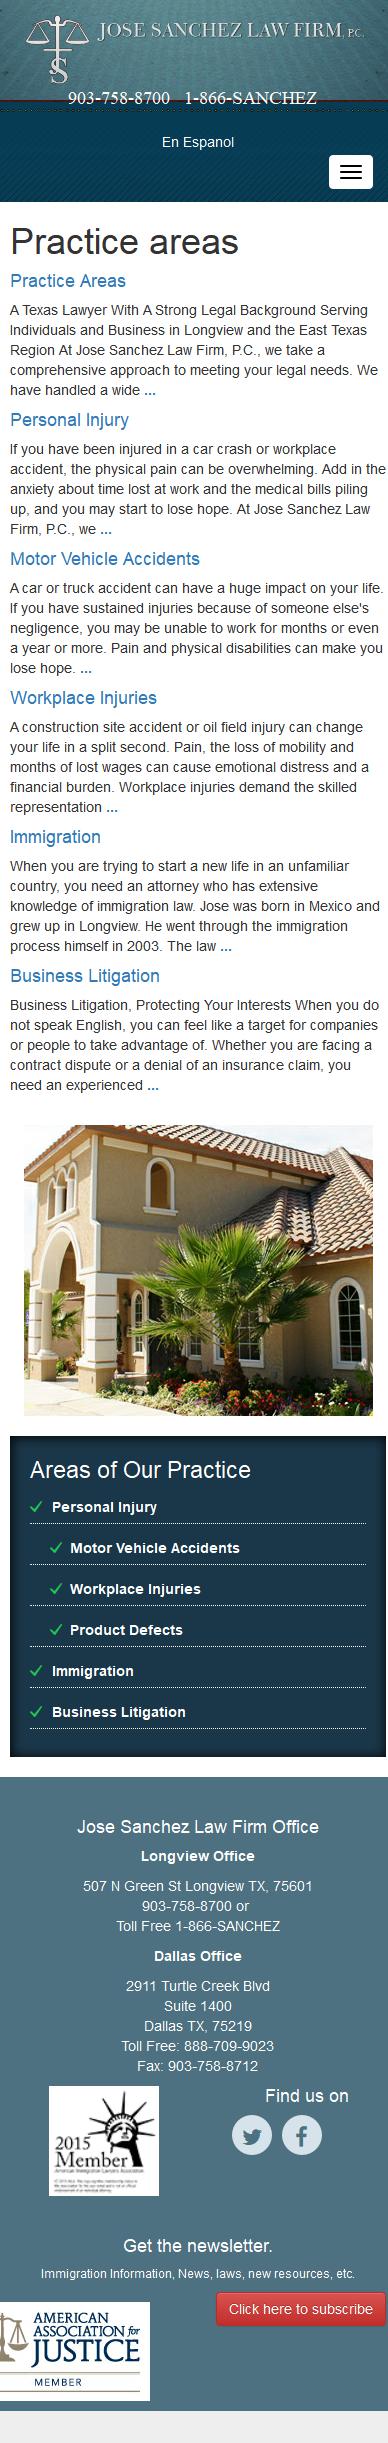 JOSE SANCHEZ LAW FIRM, P.C.
903-758-8700 1-866-SANCHEZ
En Espanol
Practice areas
Practice Areas
A Texas Lawyer With A Strong Legal Background Serving
Individuals and Business in Longview and the East Texas
Region At Jose Sanchez Law Firm, P.C., we take a
comprehensive approach to meeting your legal needs. We
have handled a wide ...
Personal Injury
If you have been injured in a car crash or workplace
accident, the physical pain can be overwhelming. Add in the
anxiety about time lost at work and the medical bills piling
up, and you may start to lose hope. At Jose Sanchez Law
Firm, P.C., we ...
Motor Vehicle Accidents
A car or truck accident can have a huge impact on your life.
If you have sustained injuries because of someone else's
negligence, you may be unable to work for months or even
a year or more. Pain and physical disabilities can make you
lose hope. ...
Workplace Injuries
A construction site accident or oil field injury can change
your life in a split second. Pain, the loss of mobility and
months of lost wages can cause emotional distress and a
financial burden. Workplace injuries demand the skilled
representation ...
Immigration
When you are trying to start a new life in an unfamiliar
country, you need an attorney who has extensive
knowledge of immigration law. Jose was born in Mexico and
grew up in Longview. He went through the immigration
process himself in 2003. The law ...
Business Litigation
Business Litigation, Protecting Your Interests When you do
not speak English, you can feel like a target for companies
or people to take advantage of. Whether you are facing a
contract dispute or a denial of an insurance claim, you
need an experienced ...
Areas of Our Practice
Personal Injury
Motor Vehicle Accidents
Workplace Injuries
Product Defects
Immigration
Business Litigation
Jose Sanchez Law Firm Office
Longview Office
507 N Green St Longview TX, 75601
903-758-8700 or
Toll Free 1-866-SANCHEZ
Dallas Office
2911 Turtle Creek Blvd
Suite 1400
Dallas TX, 75219
Toll Free: 888-709-9023
Fax: 903-758-8712
2015
Member
American Immigration Lawyers Association
Find us on
Get the newsletter.
Immigration Information, News, laws, new resources, etc.
Click here to subscribe
AMERICAN
ASSOCIATION for
JUSTICE
MEMBER